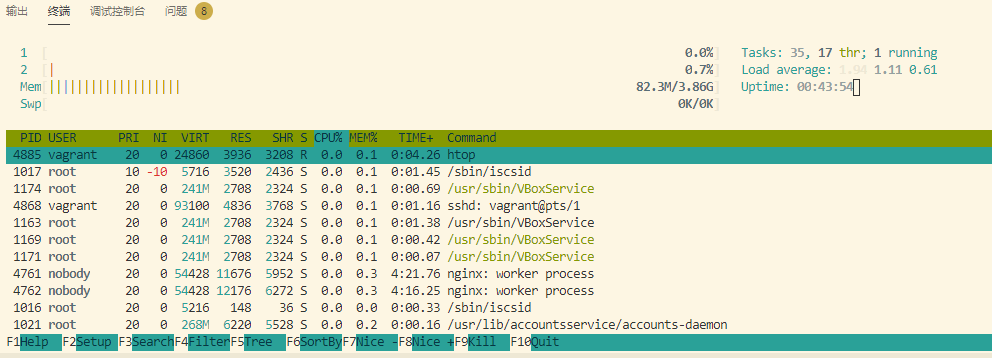 输出 终端 调试控制台 问题 8
1 [ 0.0%] Tasks: 35, 17 thr; 1 running
2 [| 0.7%] Load average: 1.94 1.11 0.61
Mem[||||||||||||||||||| 82.3M/3.86G] Uptime: 00:43:54
Swp[ 0K/0K]
PID USER PRI NI VIRT RES SHR S CPU% MEM% TIME+ Command
4885 vagrant 20 0 24860 3936 3208 R 0.0 0.1 0:04.26 htop
1017 root 10 -10 5716 3520 2436 S 0.0 0.1 0:01.45 /sbin/iscsid
1174 root 20 0 241M 2708 2324 S 0.0 0.1 0:00.69 /usr/sbin/VBoxService
4868 vagrant 20 0 93100 4836 3768 S 0.0 0.1 0:01.16 sshd: vagrant@pts/1
1163 root 20 0 241M 2708 2324 S 0.0 0.1 0:01.38 /usr/sbin/VBoxService
1169 root 20 0 241M 2708 2324 S 0.0 0.1 0:00.42 /usr/sbin/VBoxService
1171 root 20 0 241M 2708 2324 S 0.0 0.1 0:00.07 /usr/sbin/VBoxService
4761 nobody 20 0 54428 11676 5952 S 0.0 0.3 4:21.76 nginx: worker process
4762 nobody 20 0 54428 12176 6272 S 0.0 0.3 4:16.25 nginx: worker process
1016 root 20 0 5216 148 36 S 0.0 0.0 0:00.33 /sbin/iscsid
1021 root 20 0 268M 6220 5528 S 0.0 0.2 0:00.16 /usr/lib/accountsservice/accounts-daemon
F1Help F2Setup F3SearchF4FilterF5Tree F6SortByF7Nice -F8Nice +F9Kill F10Quit